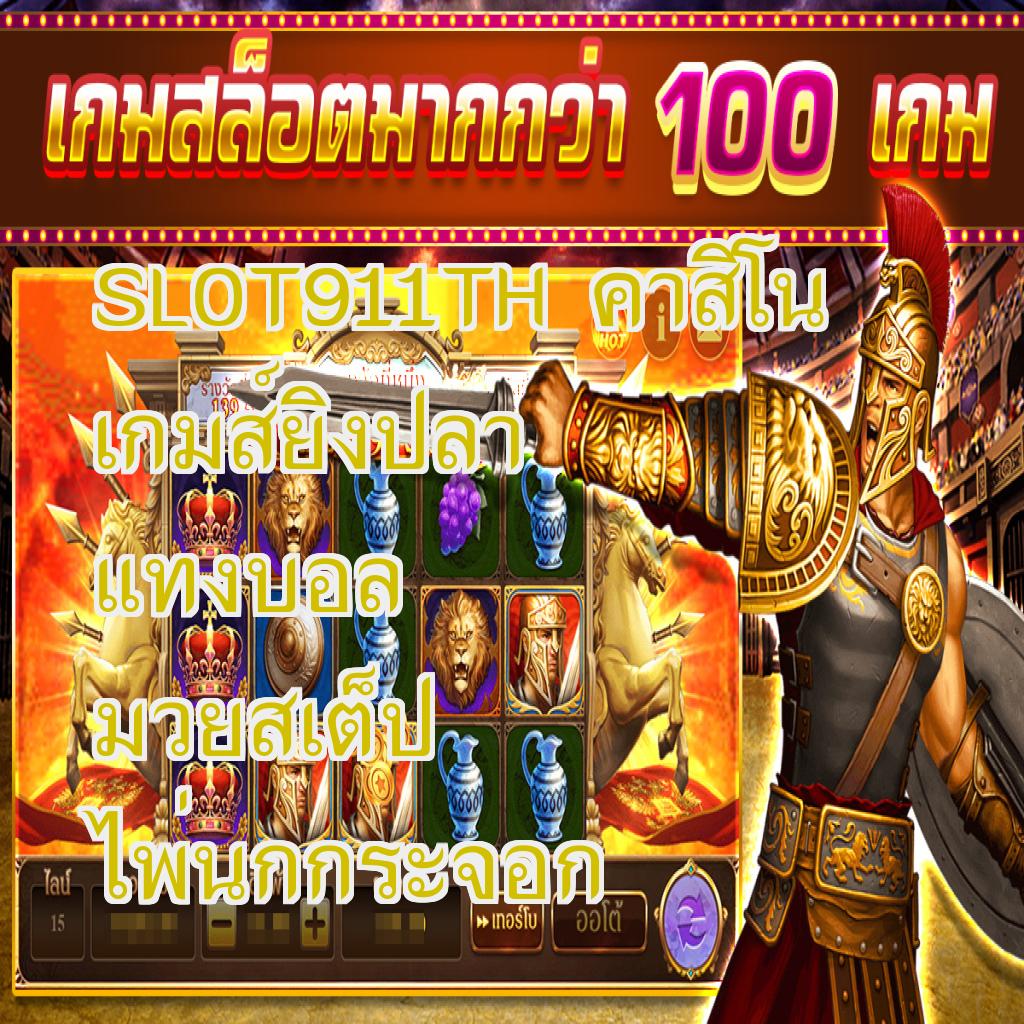 เกมสล็อตมากกว่า 100 เกม
SLOT911TH คาสิโน
HOT i
เกมส์ยิงปลา
แทงบอล
มวยสเต็ป
ไพ่นกกระจอก
ไลน์
15
เทอร์โบ
ออโต้